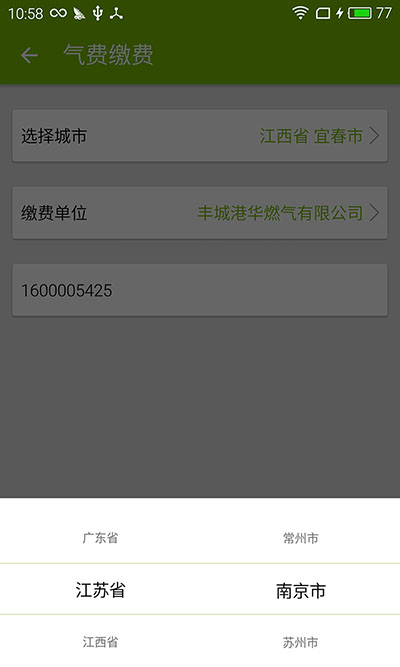 10:58 77
气费缴费
选择城市 江西省 宜春市
缴费单位 丰城港华燃气有限公司
1600005425
广东省 常州市
江苏省 南京市
江西省 苏州市